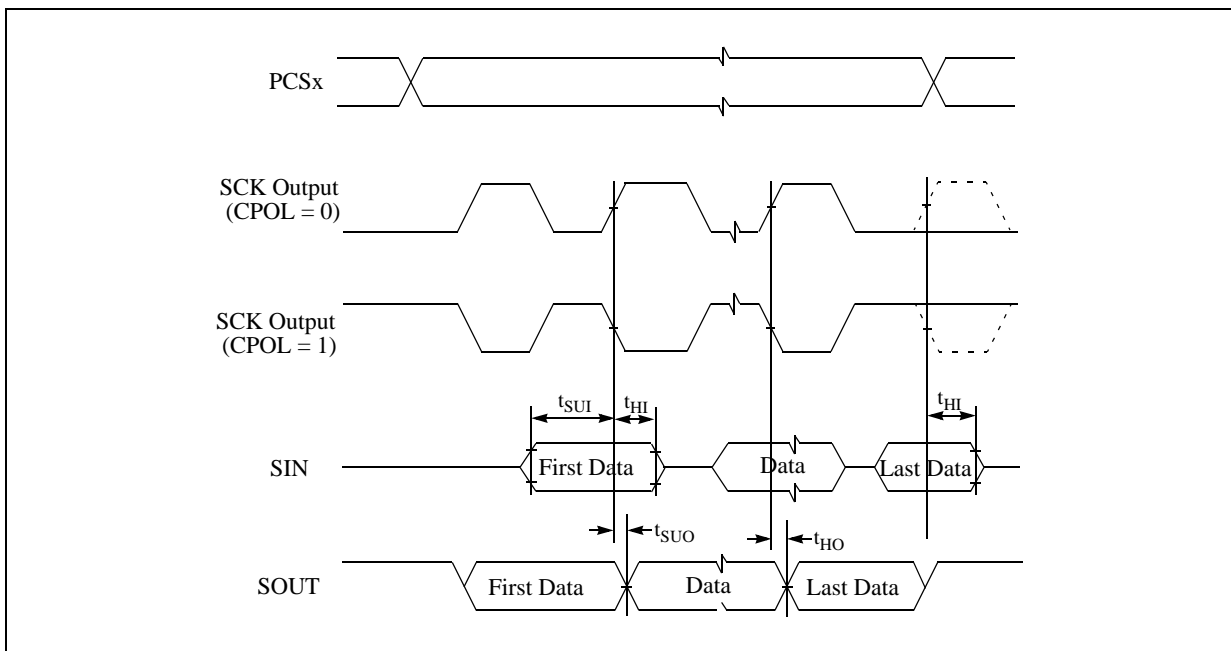 PCSx
SCK Output
(CPOL = 0)
SCK Output
(CPOL = 1)
tSUI
tHI
tHI
SIN
First Data
Data
Last Data
tSUO
tHO
SOUT
First Data
Data
Last Data